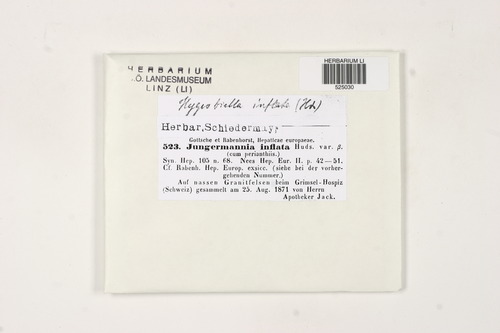 HERBARIUM
.Ö. LANDESMUSEUM
LINZ (LI)
HERBARIUM LI
525030
Hygrobiella inflata (Hds)
Herbar, Schiedermayr
Gottsche et Rabenhorst, Hepaticae europaeae.
523. Jungermannia inflata Huds. var. β.
(cum perianthiis.)
Syn. Hep. 105 n. 68. Nees Hep. Eur. II. p. 42—51.
Cf. Rabenh. Hep. Europ. exsicc. (siehe bei der vorher-
gehenden Nummer.)
Auf nassen Granitfelsen beim Grimsel-Hospiz
(Schweiz) gesammelt am 25. Aug. 1871 von Herrn
Apotheker Jack.